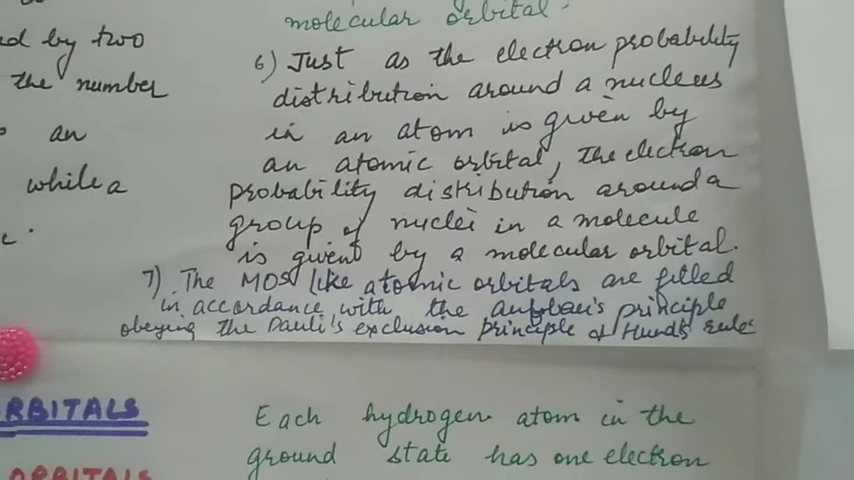 molecular orbital.
ed by two
the number
an
while a
6) Just as the electron probability
distribution around a nucleus
in an atom is given by
an atomic orbital, The electron
probability distribution around a
group of nuclei in a molecule
is given by a molecular orbital.
7) The MOS like atomic orbitals are filled
in accordance with the aufbau's principle
obeying the Pauli's exclusion principle & Hund's rule
ORBITALS
ORBITALS
Each hydrogen atom in the
ground state has one electron